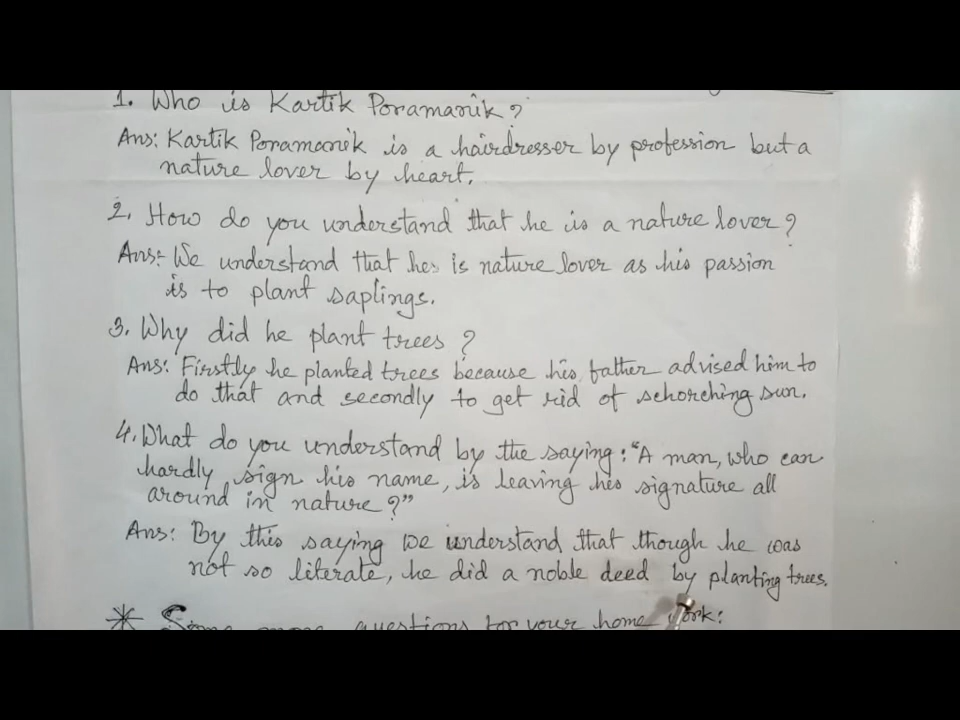 1. Who is Kartik Poramanik?
Ans: Kartik Poramanik is a hairdresser by profession but a
nature lover by heart.
2. How do you understand that he is a nature lover?
Ans:- We understand that he is nature lover as his passion
is to plant saplings.
3. Why did he plant trees?
Ans: Firstly he planted trees because his father advised him to
do that and secondly to get rid of schorching sun.
4. What do you understand by the saying: "A man, who can
hardly sign his name, is leaving his signature all
around in nature?"
Ans: By this saying we understand that though he was
not so literate, he did a noble deed by planting trees.
* Some more questions for your home work: